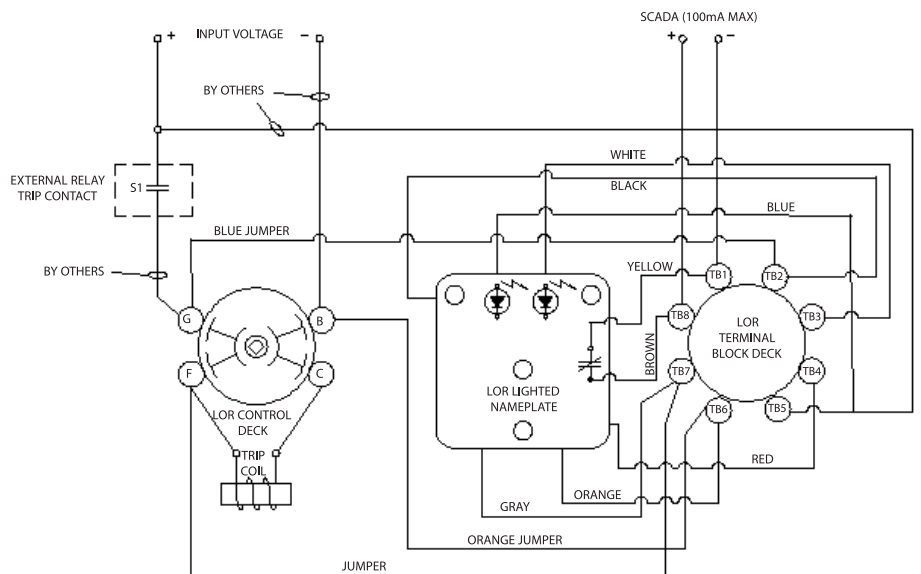 SCADA (100mA MAX)
+ INPUT VOLTAGE −
+ −
BY OTHERS
BY OTHERS
WHITE
EXTERNAL RELAY
TRIP CONTACT
S1
BLACK
BLUE
BLUE JUMPER
BY OTHERS
YELLOW
TB1
TB2
G
B
TB8
TB3
LOR
TERMINAL
BLOCK DECK
BROWN
F
C
TB7
TB4
LOR LIGHTED
NAMEPLATE
TB6
TB5
LOR CONTROL
DECK
TRIP
COIL
RED
ORANGE
GRAY
ORANGE JUMPER
JUMPER